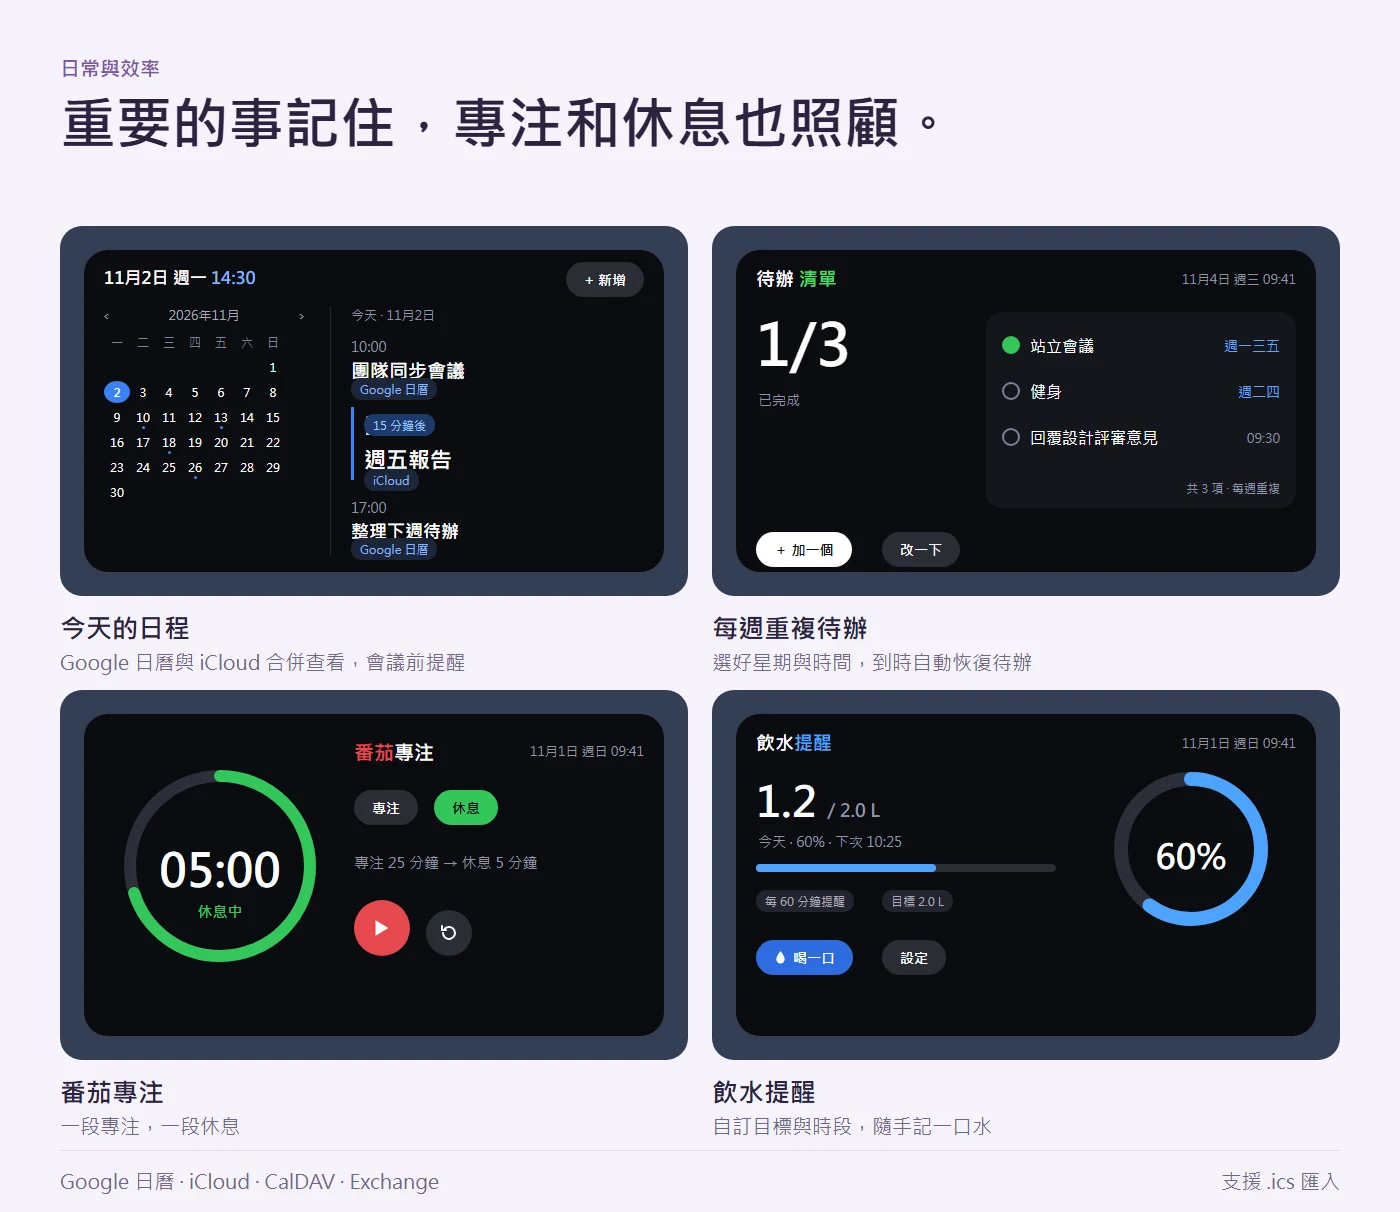 日常與效率
重要的事記住，專注和休息也照顧。
11月2日 週一 14:30
+ 新增
‹ 2026年11月 ›
一 二 三 四 五 六 日
1
2 3 4 5 6 7 8
9 10 11 12 13 14 15
16 17 18 19 20 21 22
23 24 25 26 27 28 29
30
今天 · 11月2日
10:00
團隊同步會議
Google 日曆
15 分鐘後
週五報告
iCloud
17:00
整理下週待辦
Google 日曆
今天的日程
Google 日曆與 iCloud 合併查看，會議前提醒
待辦 清單
11月4日 週三 09:41
1/3
已完成
站立會議 週一三五
健身 週二四
回覆設計評審意見 09:30
共 3 項 · 每週重複
+ 加一個
改一下
每週重複待辦
選好星期與時間，到時自動恢復待辦
05:00
休息中
番茄專注
11月1日 週日 09:41
專注
休息
專注 25 分鐘 → 休息 5 分鐘
番茄專注
一段專注，一段休息
飲水提醒
11月1日 週日 09:41
1.2 / 2.0 L
今天 · 60% · 下次 10:25
每 60 分鐘提醒
目標 2.0 L
喝一口
設定
60%
飲水提醒
自訂目標與時段，隨手記一口水
Google 日曆 · iCloud · CalDAV · Exchange
支援 .ics 匯入